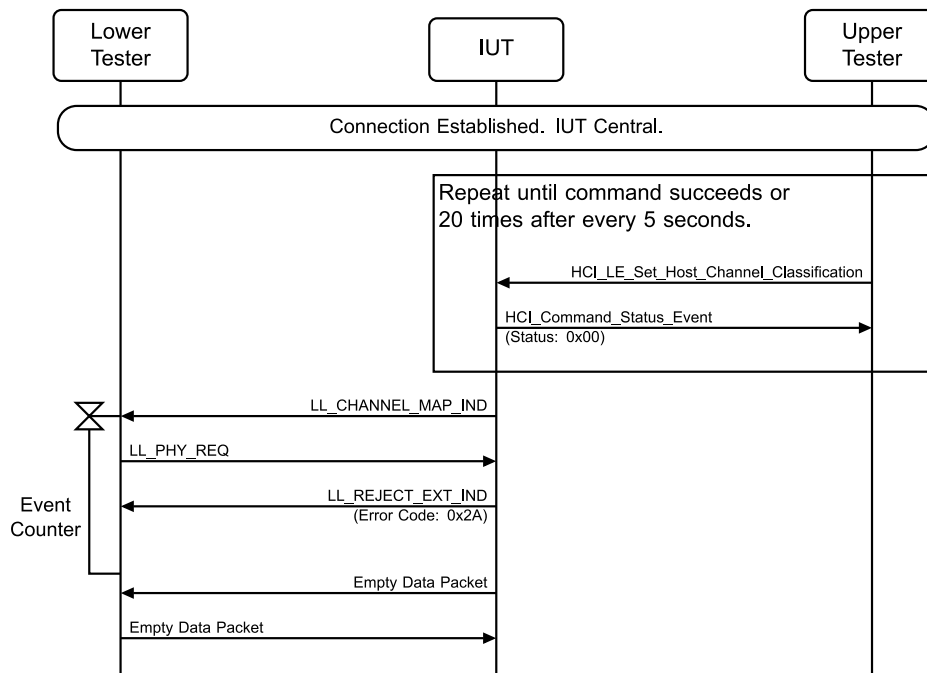 Lower
Tester
IUT
Upper
Tester
Connection Established. IUT Central.
Repeat until command succeeds or
20 times after every 5 seconds.
HCI_LE_Set_Host_Channel_Classification
HCI_Command_Status_Event
(Status: 0x00)
LL_CHANNEL_MAP_IND
LL_PHY_REQ
LL_REJECT_EXT_IND
(Error Code: 0x2A)
Event
Counter
Empty Data Packet
Empty Data Packet